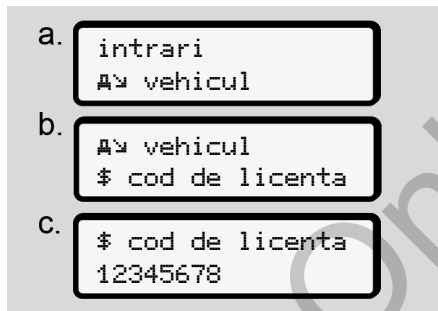 a.
intrari
⯊↘ vehicul
b.
⯊↘ vehicul
$ cod de licenta
c.
$ cod de licenta
12345678